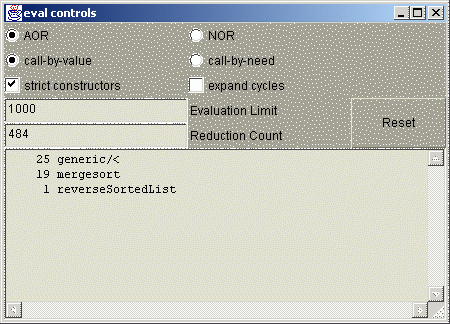 eval controls
AOR NOR
call-by-value call-by-need
strict constructors expand cycles
1000 Evaluation Limit
484 Reduction Count Reset
25 generic/<
19 mergesort
1 reverseSortedList